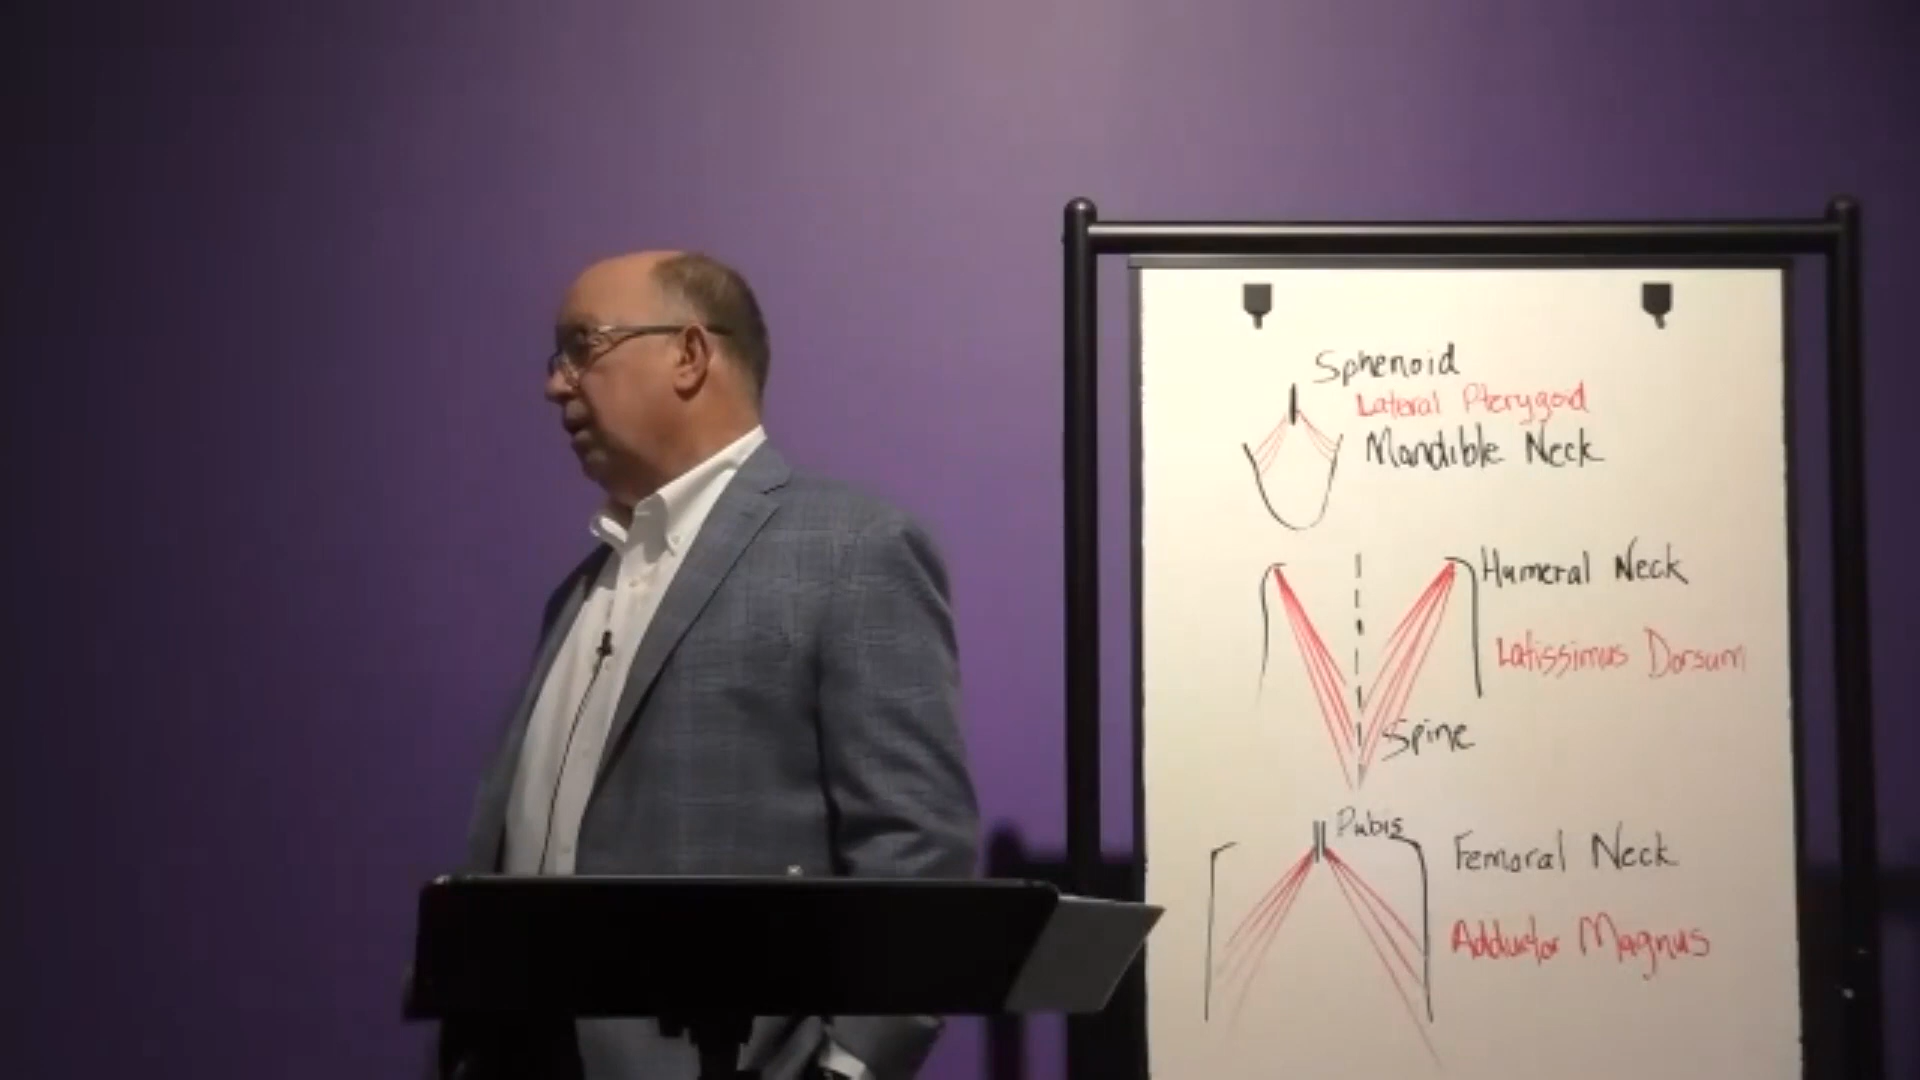 Sphenoid
Lateral Pterygoid
Mandible Neck
Humeral Neck
Latissimus Dorsum
Spine
Pubis
Femoral Neck
Adductor Magnus